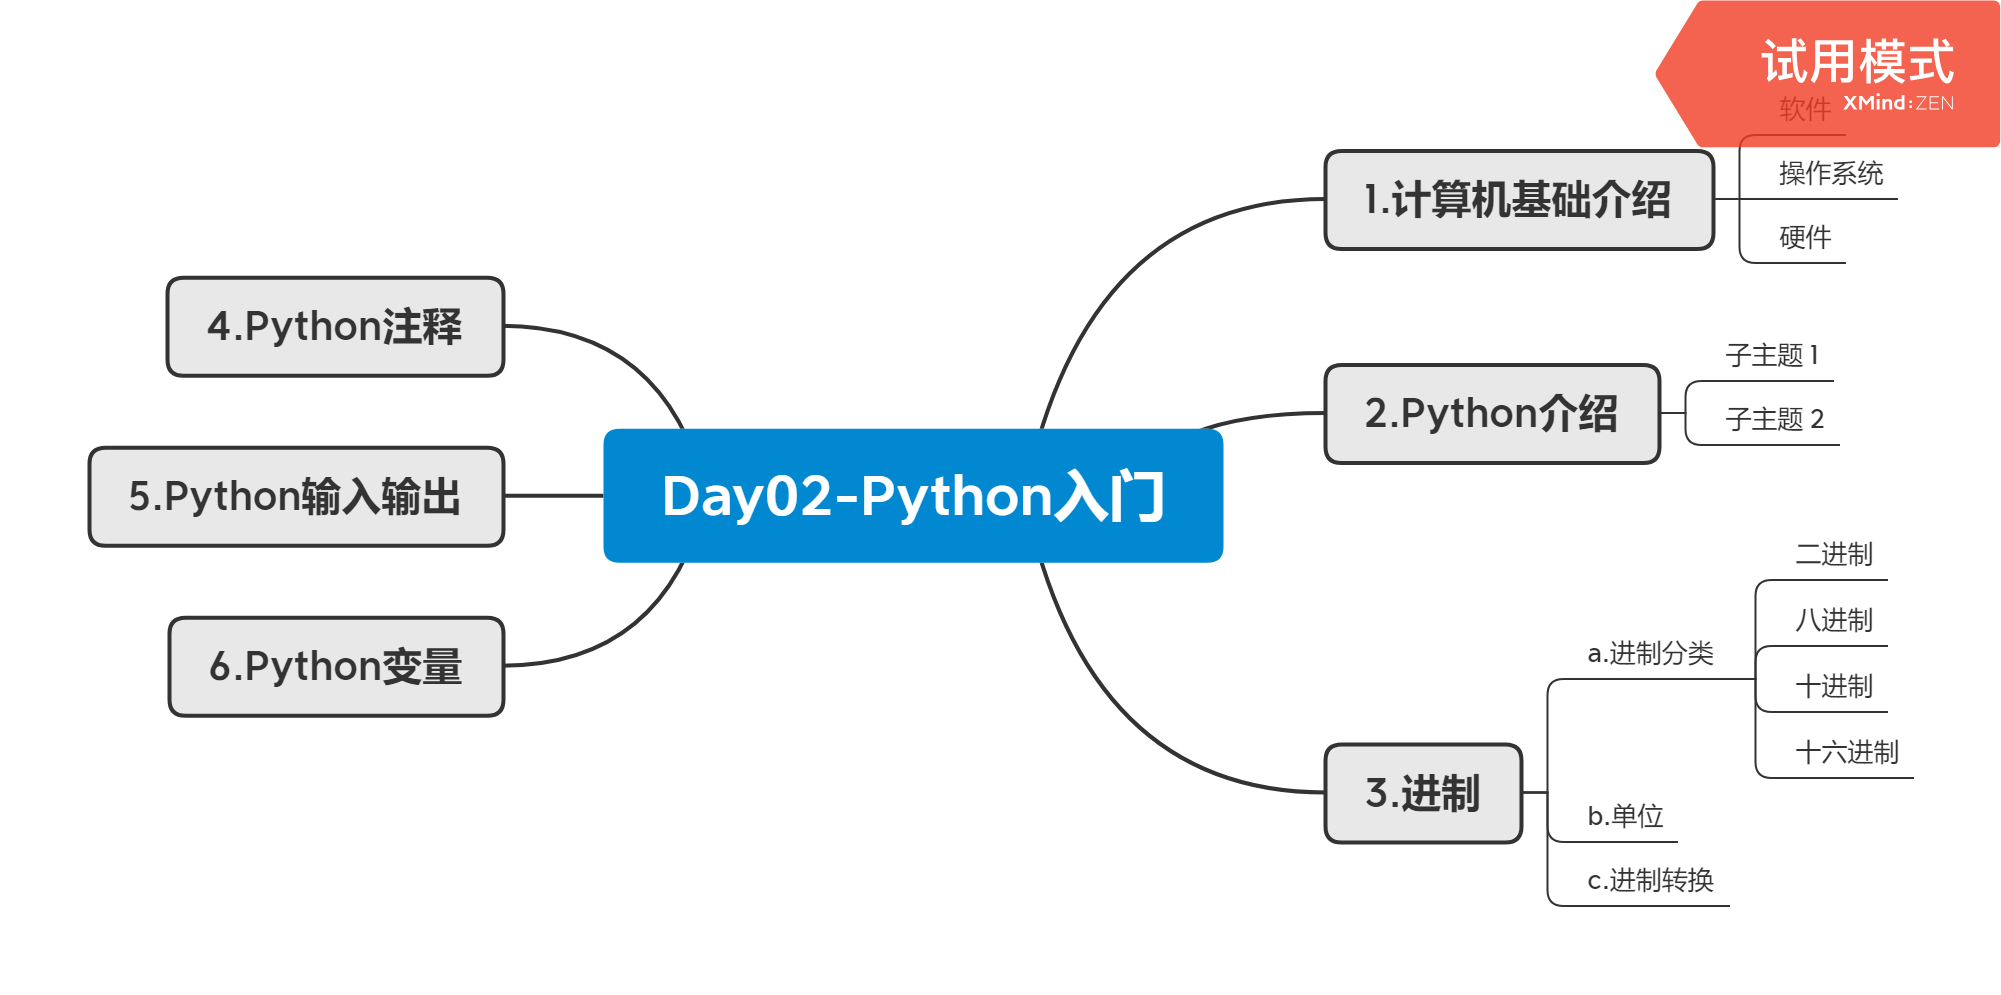 试用模式
XMind:ZEN
软件
操作系统
硬件
1.计算机基础介绍
2.Python介绍
子主题 1
子主题 2
Day02-Python入门
4.Python注释
5.Python输入输出
6.Python变量
3.进制
a.进制分类
二进制
八进制
十进制
十六进制
b.单位
c.进制转换